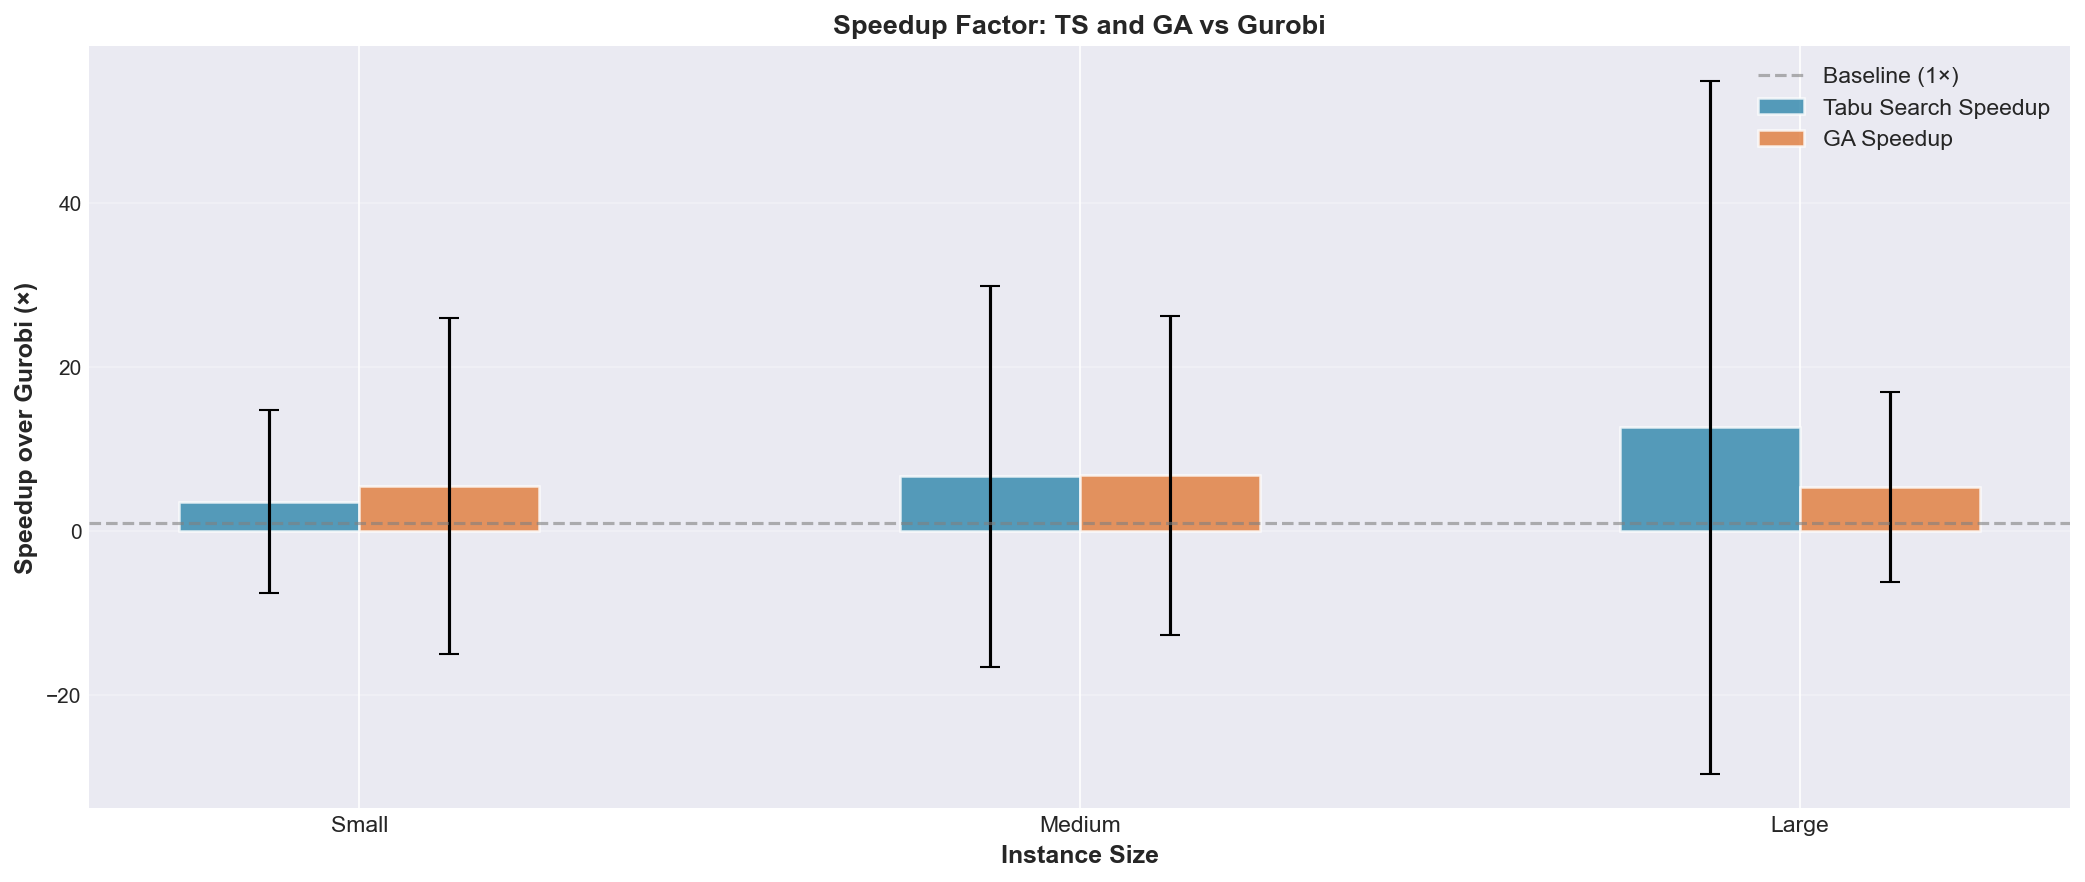 Speedup Factor: TS and GA vs Gurobi
Baseline (1×)
Tabu Search Speedup
GA Speedup
Speedup over Gurobi (×)
40
20
0
−20
Small
Medium
Large
Instance Size